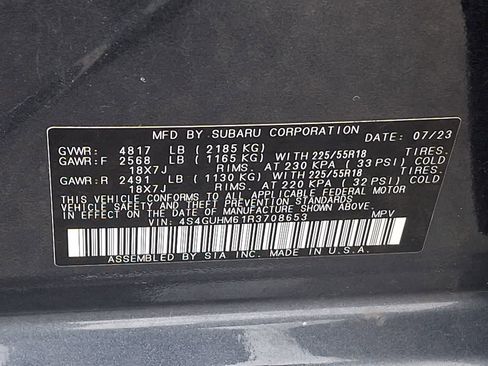 MFD BY SUBARU CORPORATION DATE: 07/23
GVWR: 4817 LB (2185 KG)
GAWR:F 2568 LB (1165 KG) WITH 225/55R18 TIRES.
18X7J RIMS. AT 230 KPA (33 PSI) COLD
GAWR:R 2491 LB (1130 KG) WITH 225/55R18 TIRES.
18X7J RIMS. AT 220 KPA (32 PSI) COLD
THIS VEHICLE CONFORMS TO ALL APPLICABLE FEDERAL MOTOR
VEHICLE SAFETY AND THEFT PREVENTION STANDARDS IN EFFECT
ON THE DATE OF MANUFACTURE SHOWN ABOVE.
VIN: 4S4GUHM61R3708653 MPV
ASSEMBLED BY SIA INC. MADE IN U.S.A.